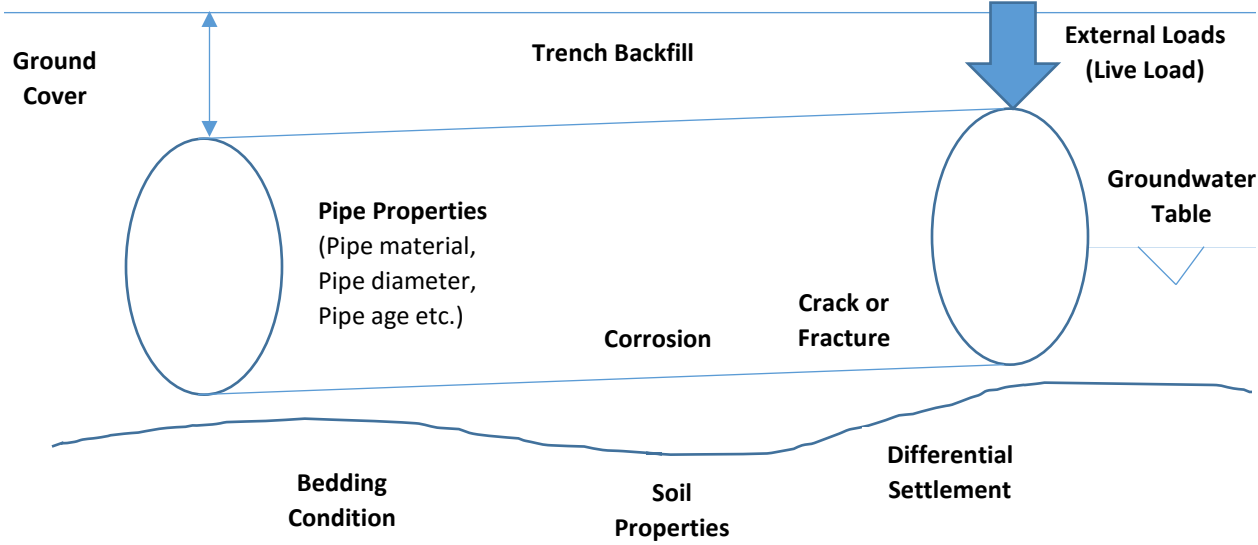 Ground
Cover
Trench Backfill
External Loads
(Live Load)
Pipe Properties
(Pipe material,
Pipe diameter,
Pipe age etc.)
Groundwater
Table
Corrosion
Crack or
Fracture
Bedding
Condition
Soil
Properties
Differential
Settlement